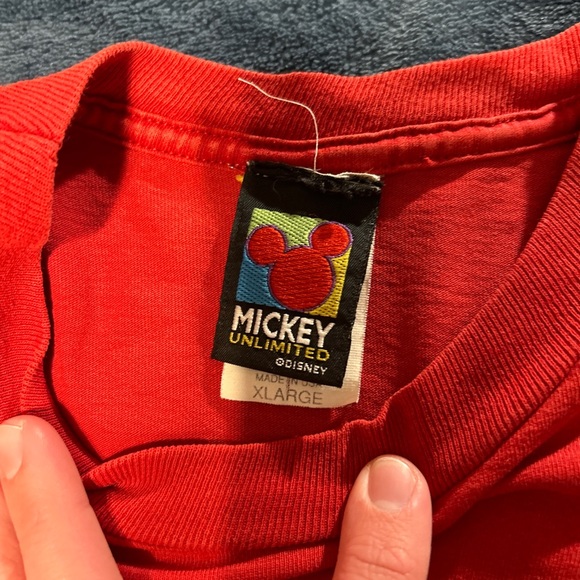 MICKEY
UNLIMITED
©DISNEY
MADE IN USA
XLARGE